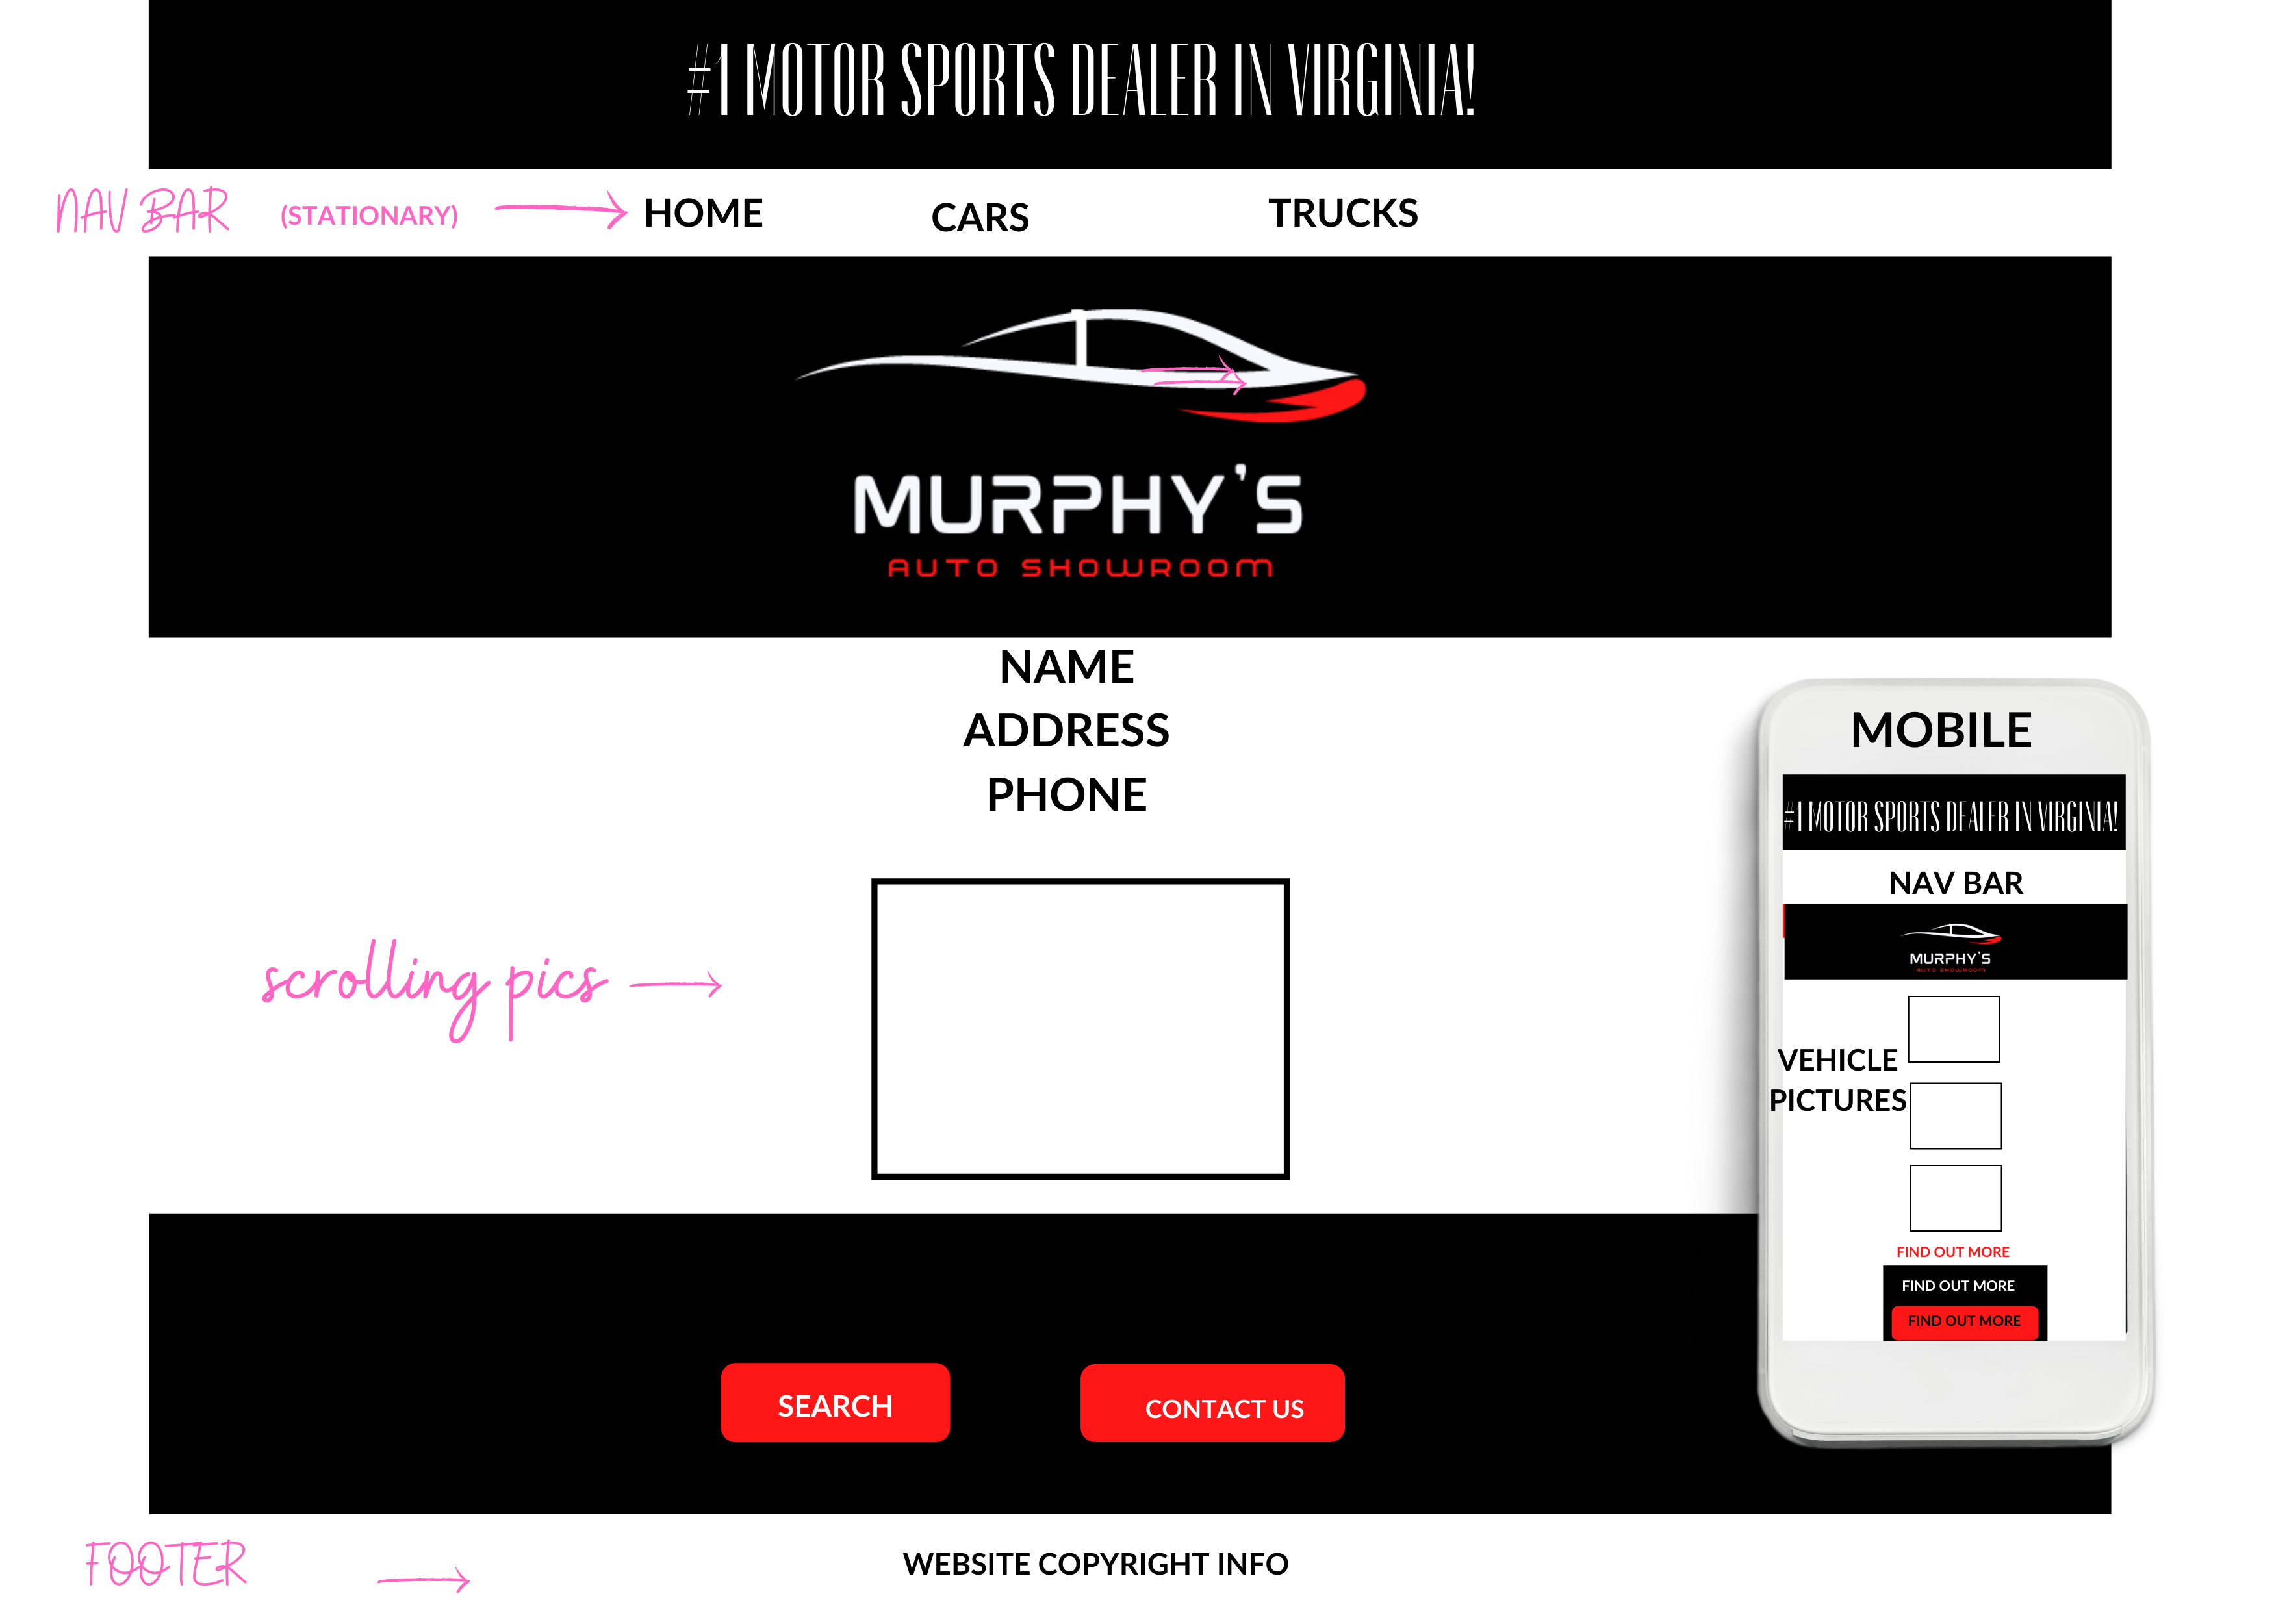 #1 MOTOR SPORTS DEALER IN VIRGINIA!
NAV BAR (STATIONARY) HOME CARS TRUCKS
MURPHY'S
AUTO SHOWROOM
NAME
ADDRESS
PHONE
scrolling pics
SEARCH CONTACT US
FOOTER WEBSITE COPYRIGHT INFO
MOBILE
#1 MOTOR SPORTS DEALER IN VIRGINIA!
NAV BAR
MURPHY'S
AUTO SHOWROOM
VEHICLE
PICTURES
FIND OUT MORE
FIND OUT MORE
FIND OUT MORE